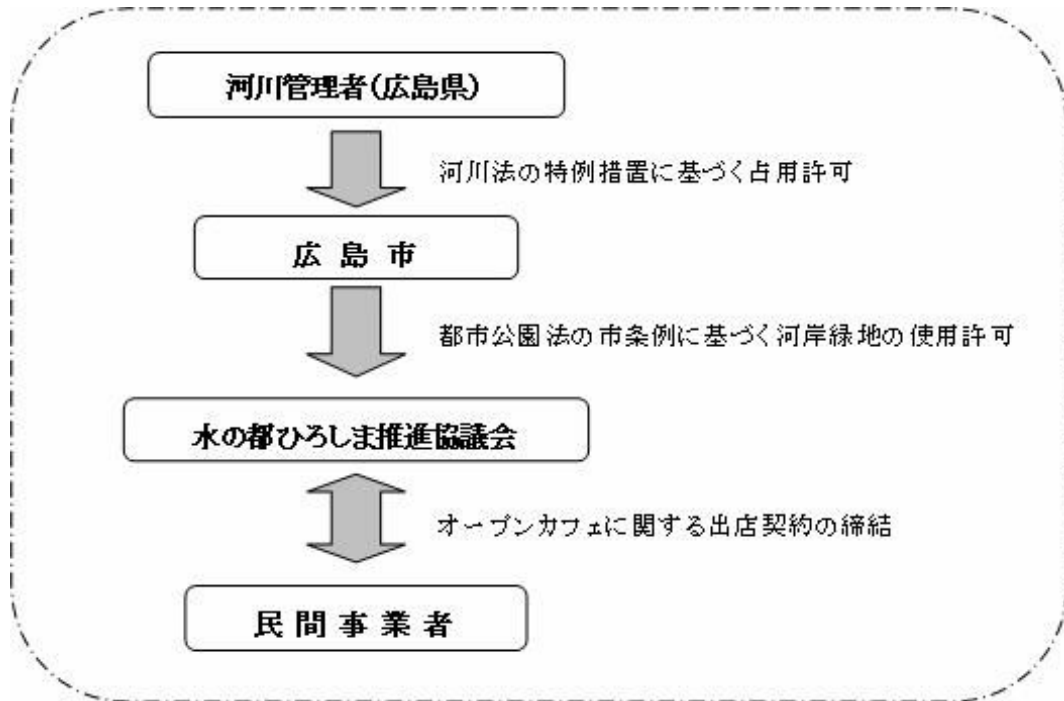 河川管理者(広島県)
河川法の特例措置に基づく占用許可
広島市
都市公園法の市条例に基づく河岸緑地の使用許可
水の都ひろしま推進協議会
オープンカフェに関する出店契約の締結
民間事業者